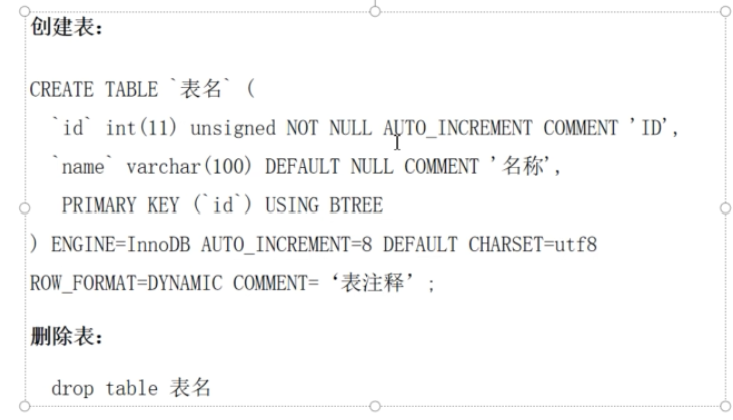 创建表:
CREATE TABLE `表名` (
`id` int(11) unsigned NOT NULL AUTO_INCREMENT COMMENT 'ID',
`name` varchar(100) DEFAULT NULL COMMENT '名称',
PRIMARY KEY (`id`) USING BTREE
) ENGINE=InnoDB AUTO_INCREMENT=8 DEFAULT CHARSET=utf8
ROW_FORMAT=DYNAMIC COMMENT= ‘表注释’;
删除表:
drop table 表名